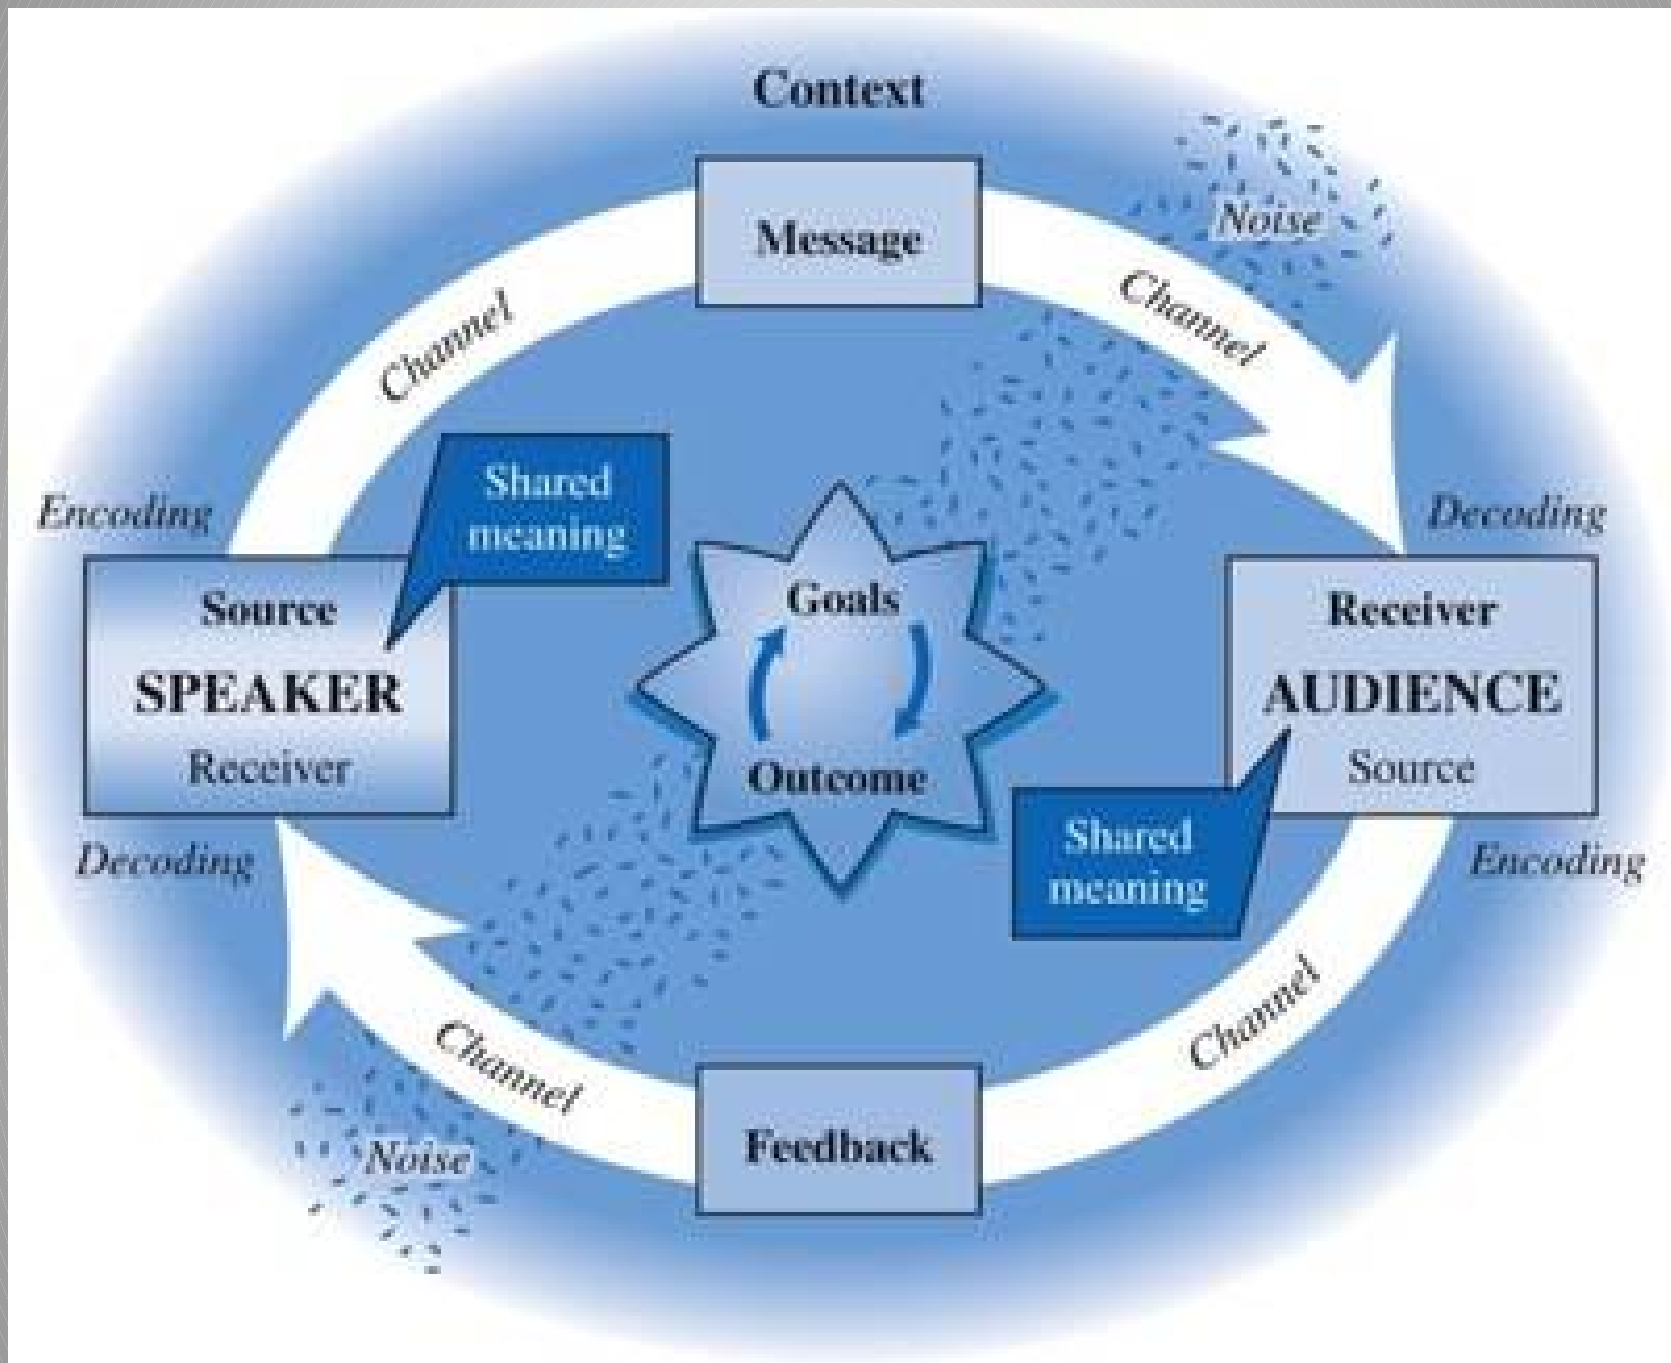 Context
Message
Noise
Channel
Channel
Shared
meaning
Encoding
Decoding
Source
SPEAKER
Receiver
Goals
Outcome
Receiver
AUDIENCE
Source
Shared
meaning
Decoding
Encoding
Channel
Channel
Feedback
Noise